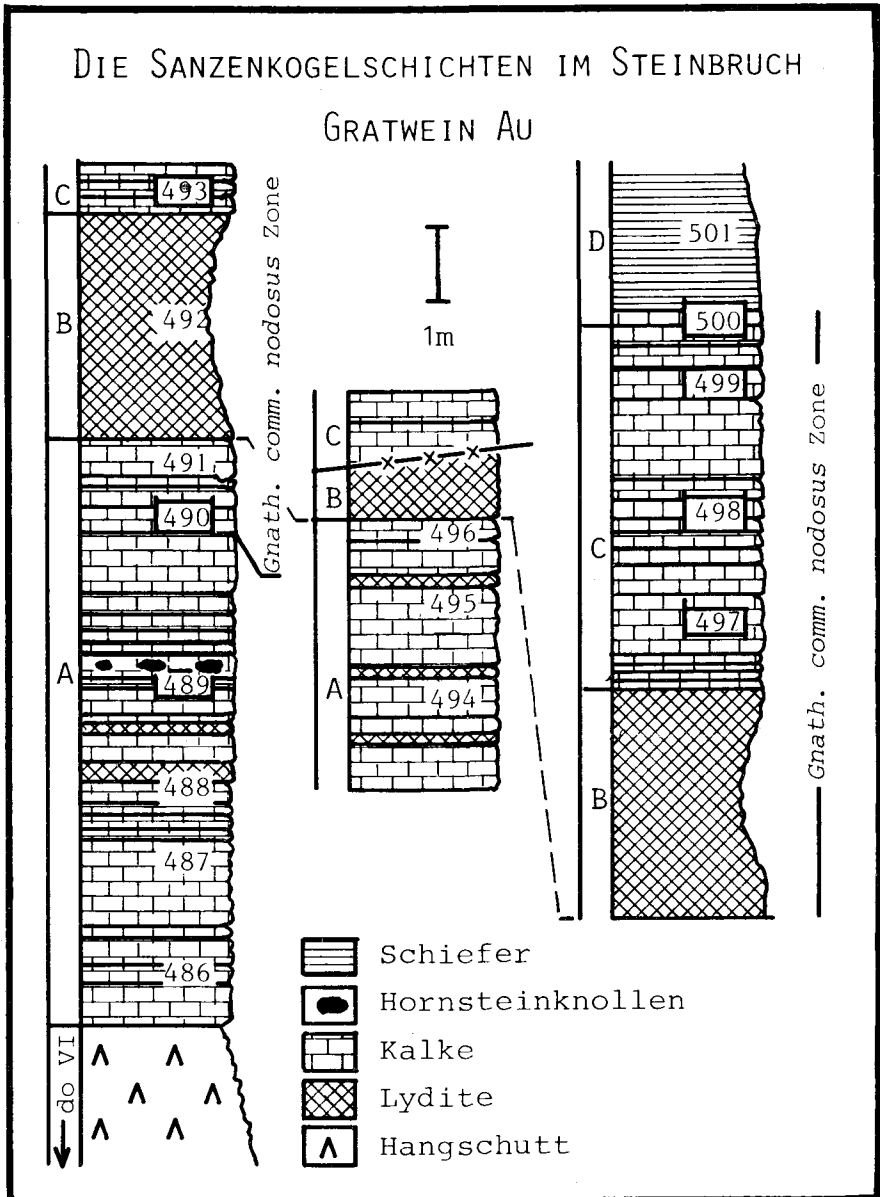 DIE SANZENKOGELSCHICHTEN IM STEINBRUCH
GRATWEIN AU
C
493
B
492
491
490
A
489
488
487
486
do VI
Gnath. comm. nodosus Zone
1m
C
B
496
495
A
494
D
501
500
499
498
C
497
B
Gnath. comm. nodosus Zone
Schiefer
Hornsteinknollen
Kalke
Lydite
Hangschutt